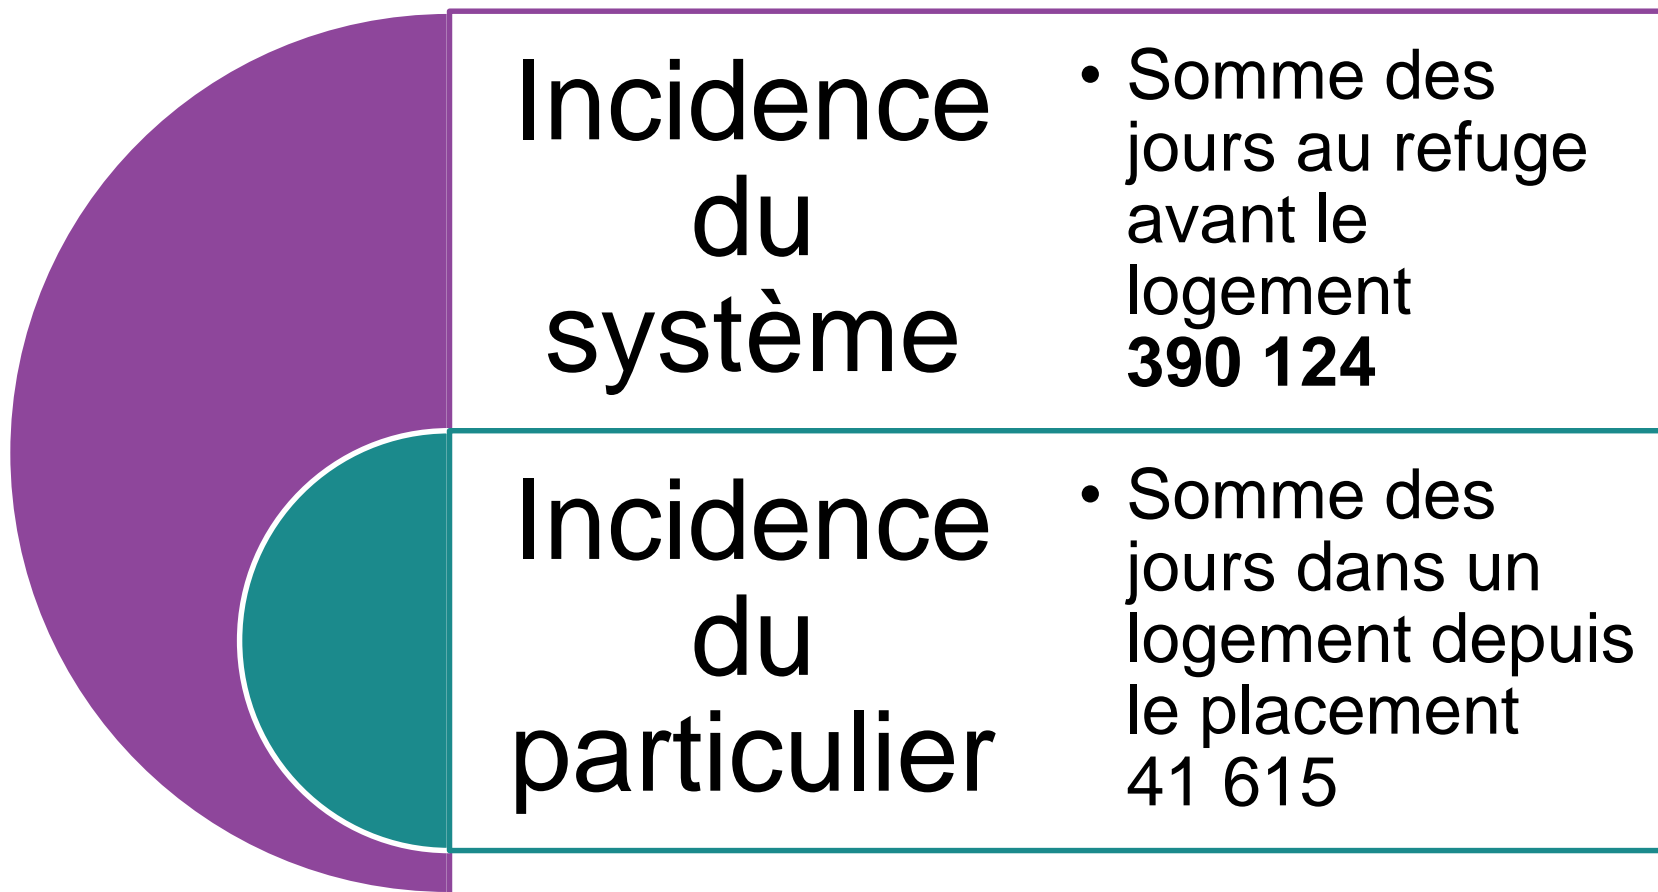 Incidence
du
système
• Somme des
jours au refuge
avant le
logement
390 124
Incidence
du
particulier
• Somme des
jours dans un
logement depuis
le placement
41 615